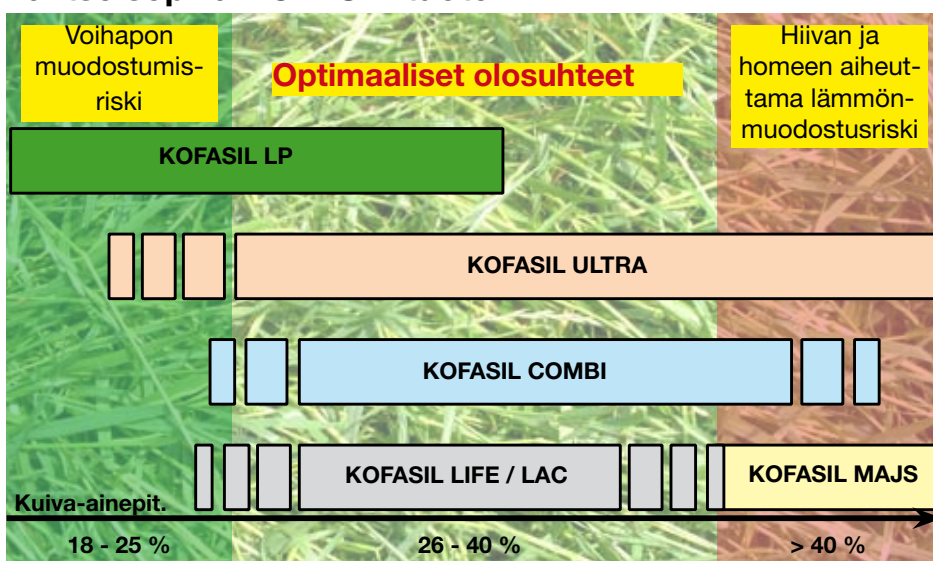 Voihapon
muodostumis-
riski
Optimaaliset olosuhteet
Hiivan ja
homeen aiheut-
tama lämmön-
muodostusriski
KOFASIL LP
KOFASIL ULTRA
KOFASIL COMBI
KOFASIL LIFE / LAC
KOFASIL MAJS
Kuiva-ainepit.
18 - 25 %
26 - 40 %
> 40 %